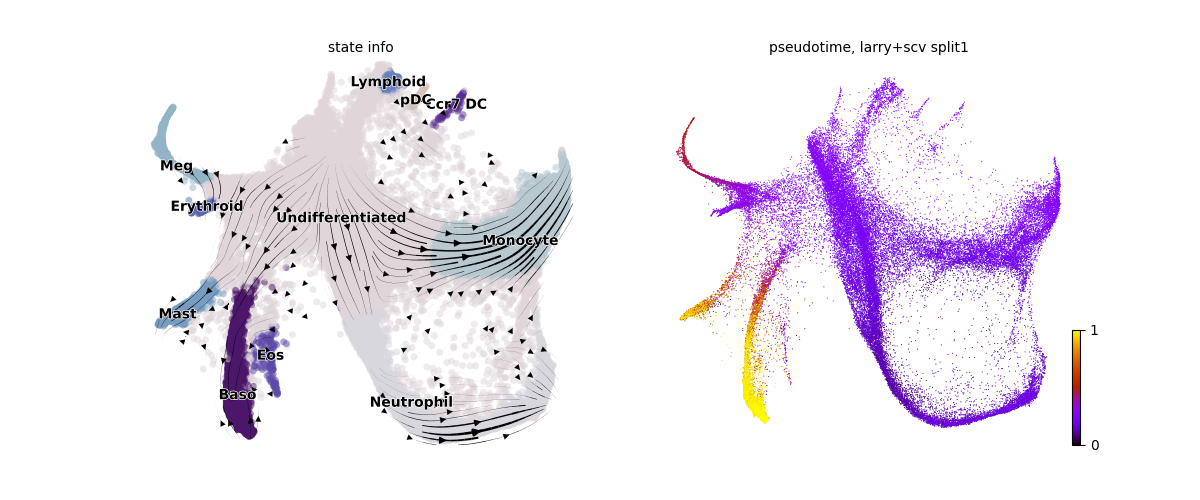 state info
pseudotime, larry+scv split1
Lymphoid
pDC
Ccr7 DC
Meg
Erythroid
Undifferentiated
Monocyte
Mast
Eos
Baso
Neutrophil
1
0